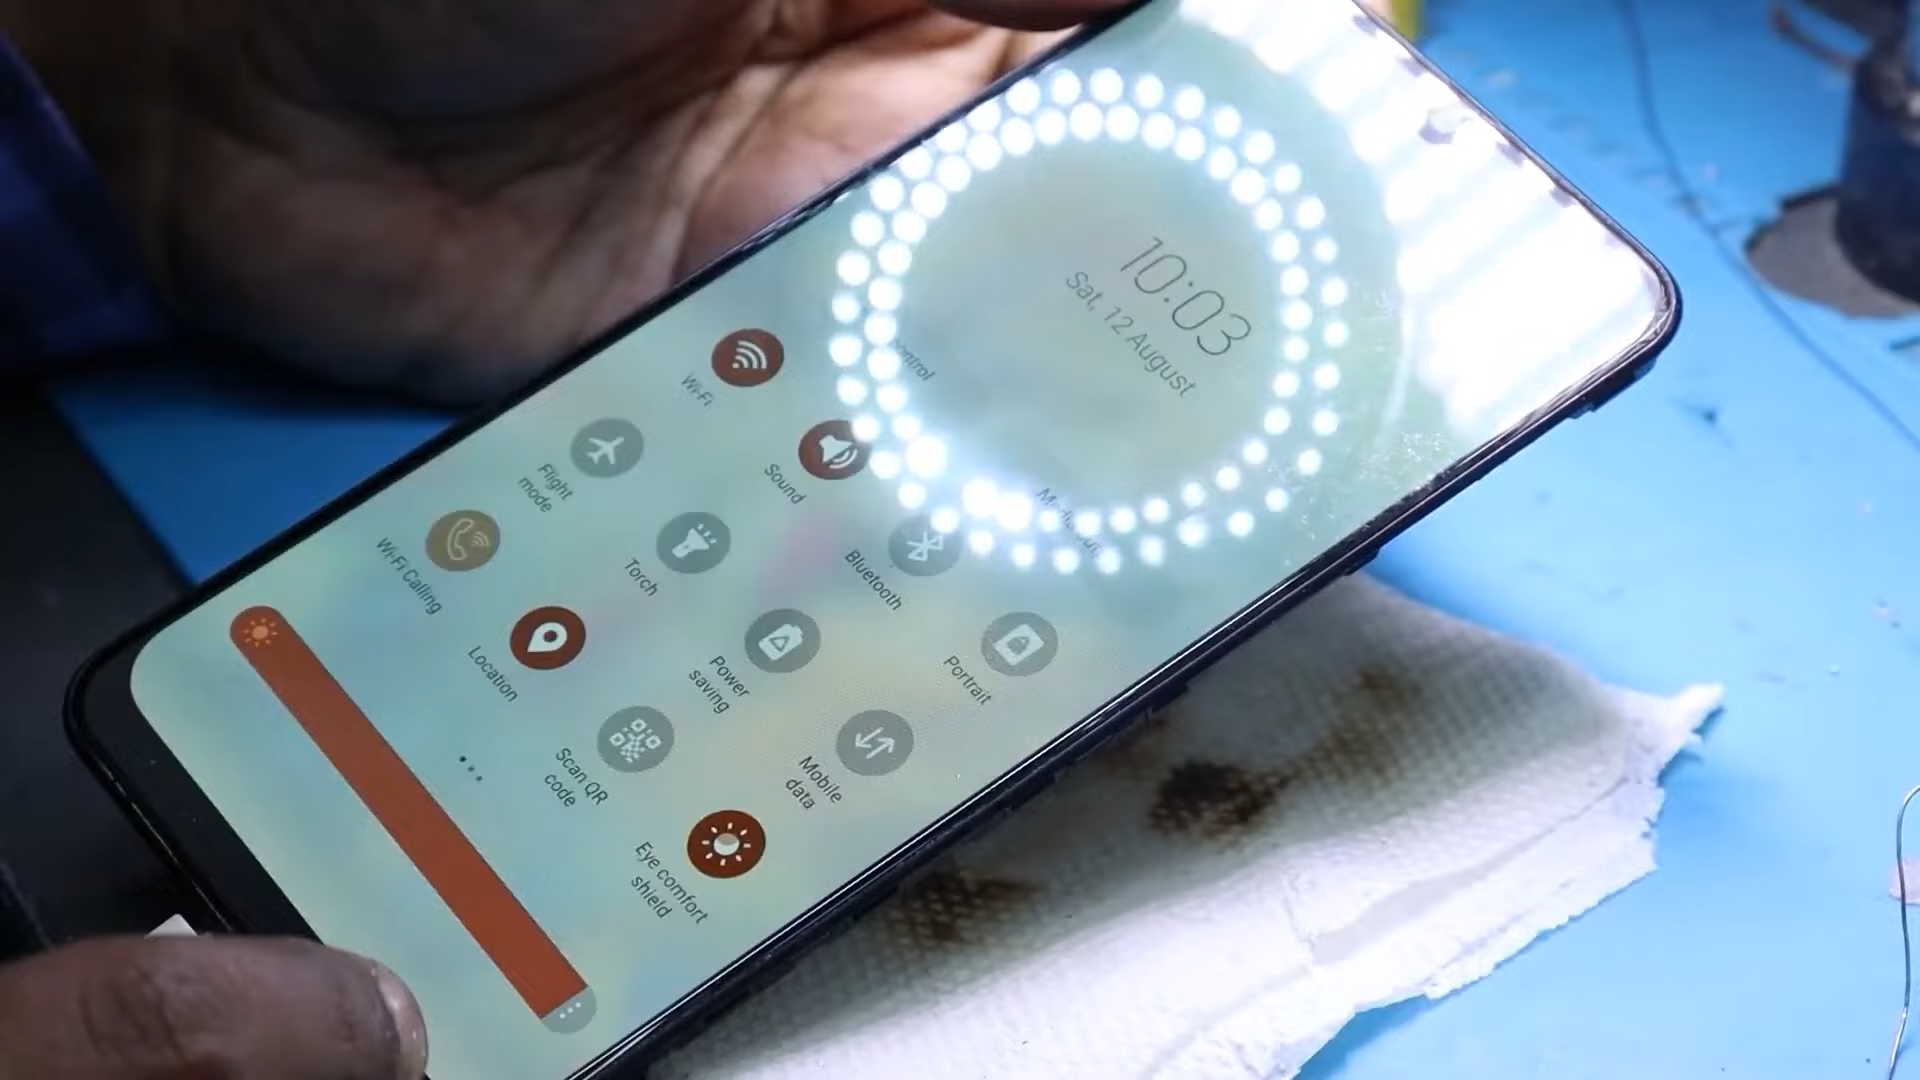 10:03
Sat, 12 August
Wi-Fi
Sound
Bluetooth
Portrait
Flight
mode
Torch
Power
saving
Mobile
data
Wi-Fi Calling
Location
Scan QR
code
Eye comfort
shield